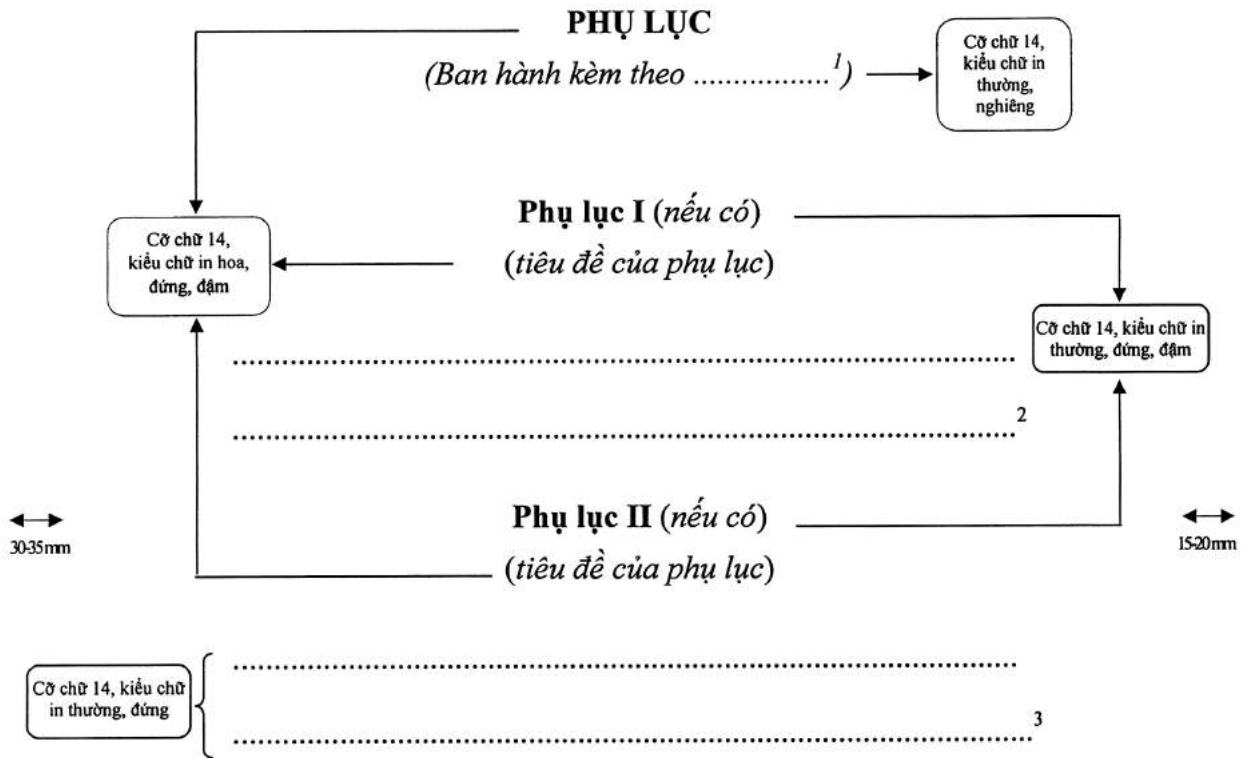 PHỤ LỤC
(Ban hành kèm theo ..................¹)
Cỡ chữ 14,
kiểu chữ in
thường,
nghiêng
Phụ lục I (nếu có)
(tiêu đề của phụ lục)
Cỡ chữ 14,
kiểu chữ in hoa,
đứng, đậm
Cỡ chữ 14, kiểu chữ in
thường, đứng, đậm
2
Phụ lục II (nếu có)
(tiêu đề của phụ lục)
30-35mm
15-20mm
Cỡ chữ 14, kiểu chữ
in thường, đứng
3